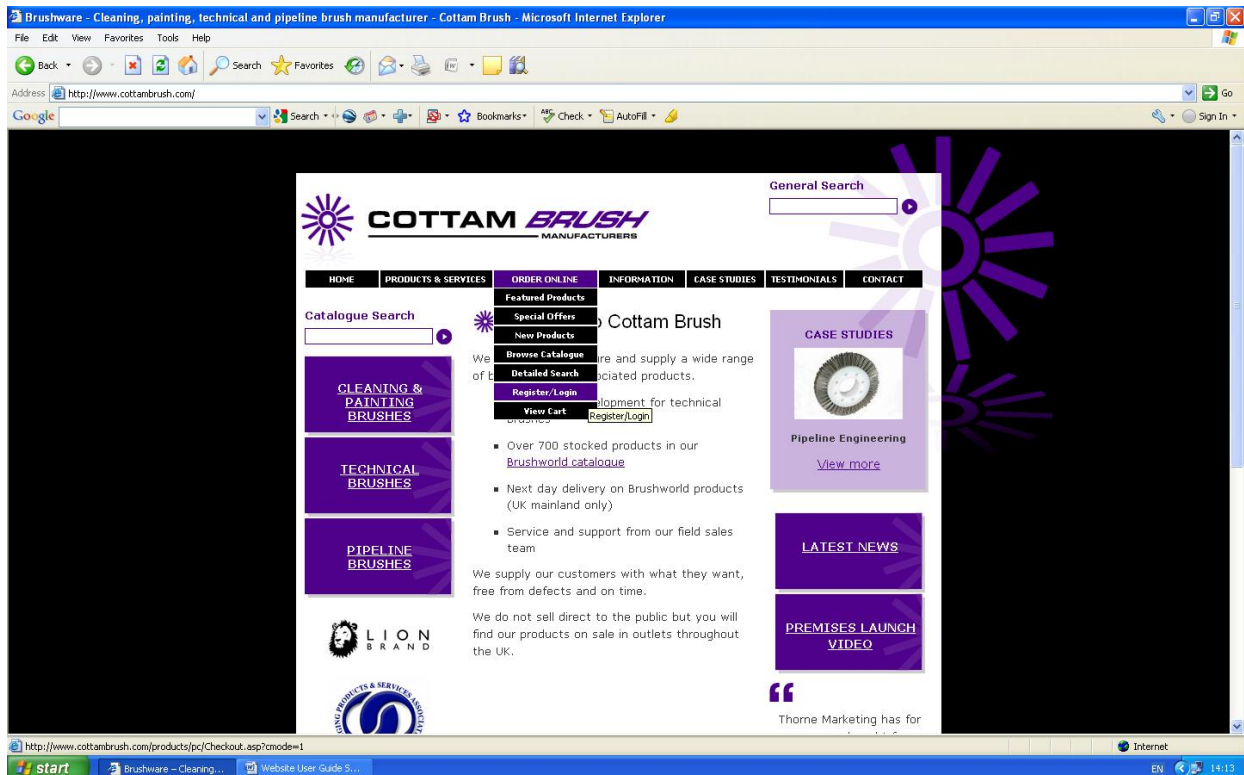 Brushware - Cleaning, painting, technical and pipeline brush manufacturer - Cottam Brush - Microsoft Internet Explorer
File Edit View Favorites Tools Help
Back Search Favorites
Address http://www.cottambrush.com/ Go
Google Search Bookmarks Check AutoFill Sign In
General Search
COTTAM BRUSH
MANUFACTURERS
HOME PRODUCTS & SERVICES ORDER ONLINE INFORMATION CASE STUDIES TESTIMONIALS CONTACT
Featured Products
Special Offers
New Products
Browse Catalogue
Detailed Search
Register/Login
View Cart
Register/Login
Catalogue Search
CLEANING &
PAINTING
BRUSHES
TECHNICAL
BRUSHES
PIPELINE
BRUSHES
LION
BRAND
Cottam Brush
We re and supply a wide range
of ociated products.
elopment for technical
brushes
Over 700 stocked products in our
Brushworld catalogue
Next day delivery on Brushworld products
(UK mainland only)
Service and support from our field sales
team
We supply our customers with what they want,
free from defects and on time.
We do not sell direct to the public but you will
find our products on sale in outlets throughout
the UK.
CASE STUDIES
Pipeline Engineering
View more
LATEST NEWS
PREMISES LAUNCH
VIDEO
Thorne Marketing has for
http://www.cottambrush.com/products/pc/Checkout.asp?cmode=1 Internet
start Brushware – Cleaning... Website User Guide S... EN 14:13